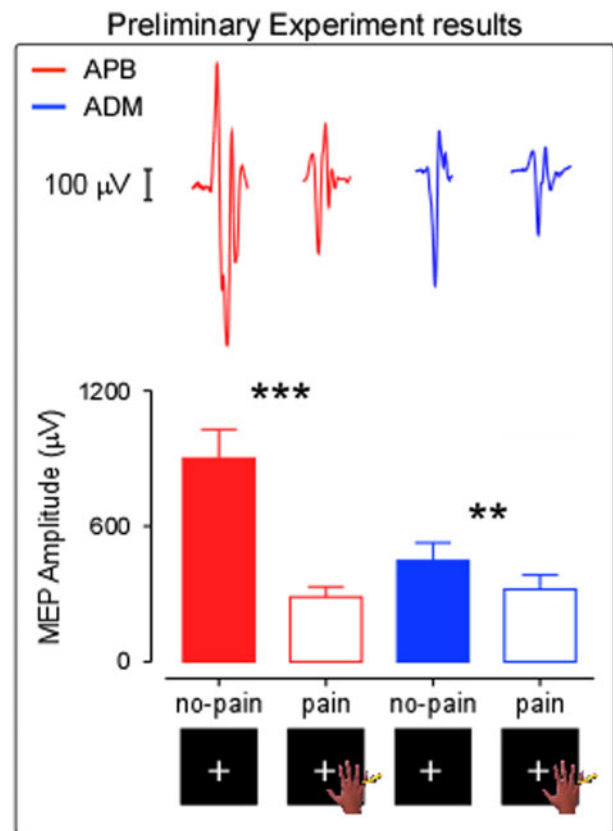 Preliminary Experiment results
APB
ADM
100 μV
1200
***
600
**
MEP Amplitude (μV)
0
no-pain pain no-pain pain